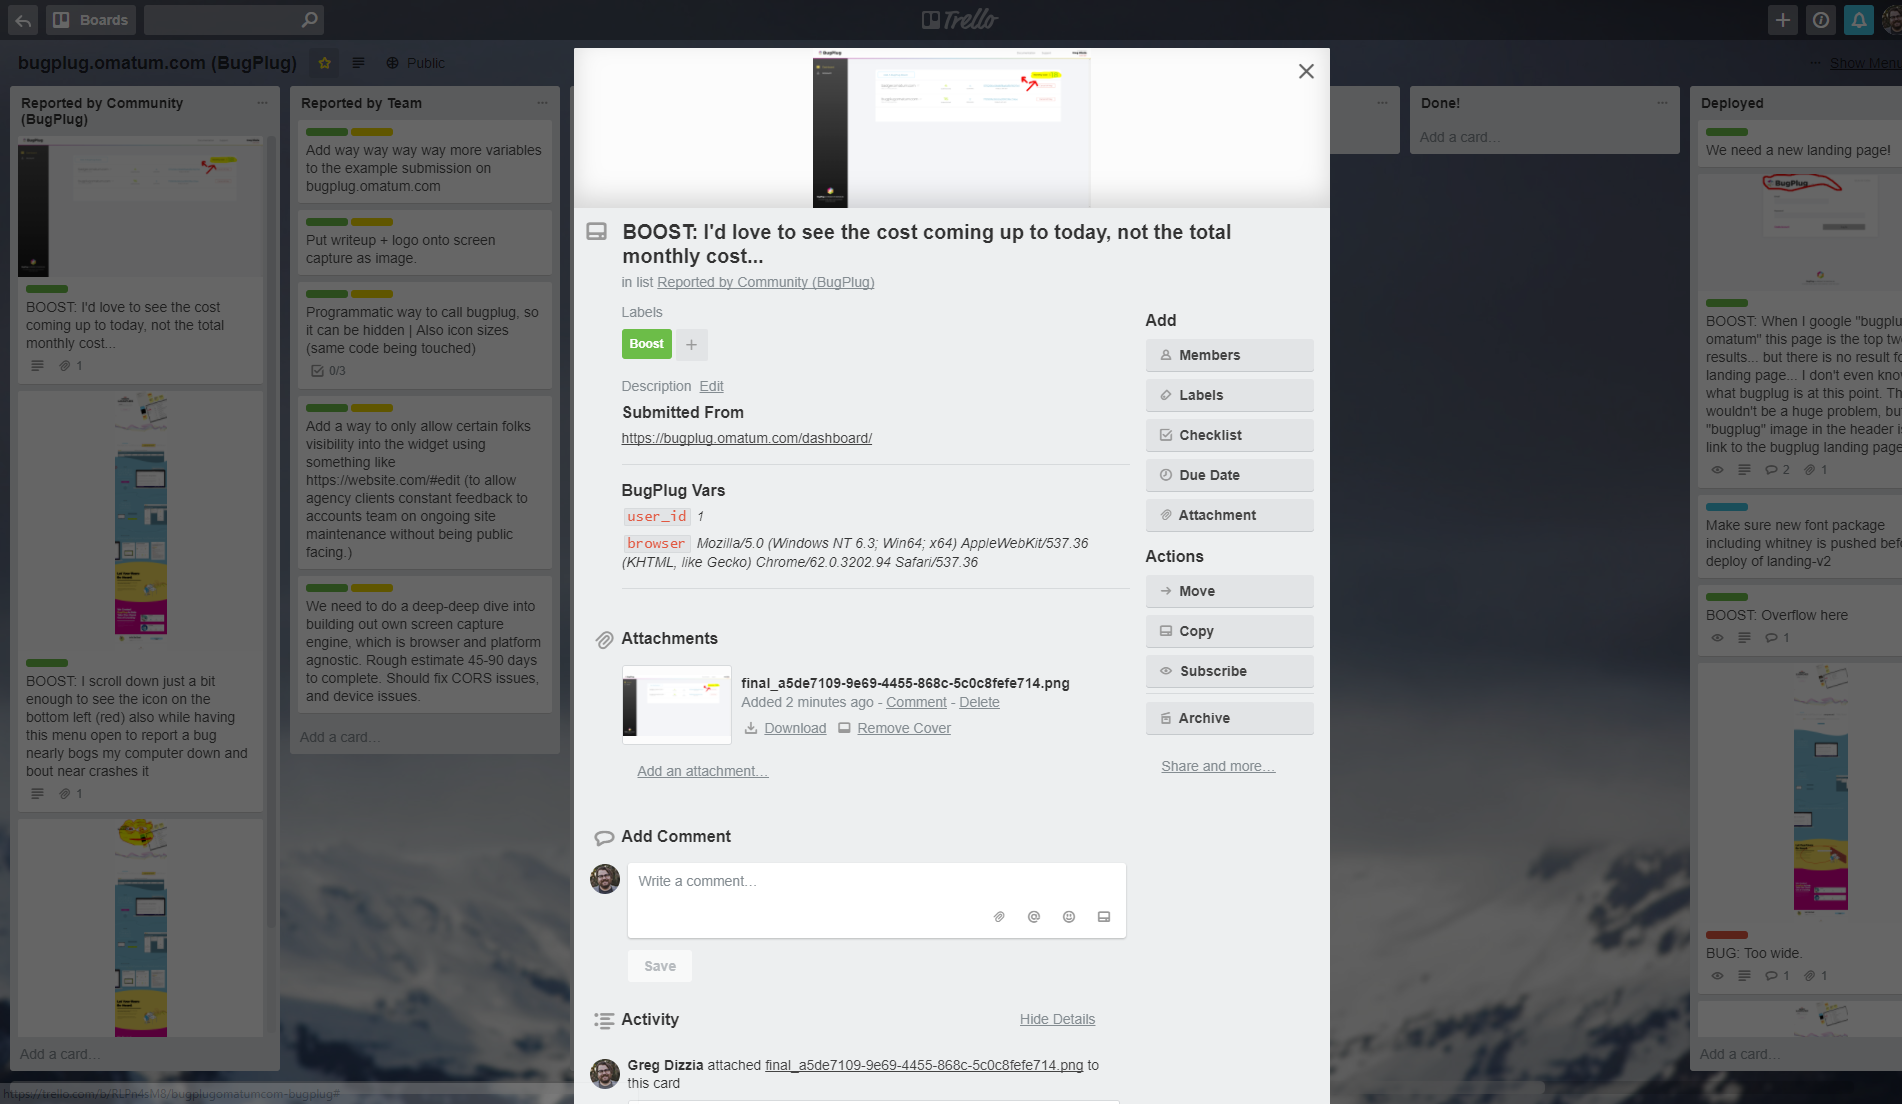 Boards
Trello
bugplug.omatum.com (BugPlug)
Public
Show Menu
Reported by Community
(BugPlug)
BOOST: I'd love to see the cost
coming up to today, not the total
monthly cost...
1
BOOST: I scroll down just a bit
enough to see the icon on the
bottom left (red) also while having
this menu open to report a bug
nearly bogs my computer down and
bout near crashes it
1
Add a card…
Reported by Team
Add way way way way more variables
to the example submission on
bugplug.omatum.com
Put writeup + logo onto screen
capture as image.
Programmatic way to call bugplug, so
it can be hidden | Also icon sizes
(same code being touched)
0/3
Add a way to only allow certain folks
visibility into the widget using
something like
https://website.com/#edit (to allow
agency clients constant feedback to
accounts team on ongoing site
maintenance without being public
facing.)
We need to do a deep-deep dive into
building out own screen capture
engine, which is browser and platform
agnostic. Rough estimate 45-90 days
to complete. Should fix CORS issues,
and device issues.
Add a card…
BugPlug
BOOST: I'd love to see the cost coming up to today, not the total
monthly cost...
in list Reported by Community (BugPlug)
Labels
Boost
Description Edit
Submitted From
https://bugplug.omatum.com/dashboard/
BugPlug Vars
user_id 1
browser Mozilla/5.0 (Windows NT 6.3; Win64; x64) AppleWebKit/537.36
(KHTML, like Gecko) Chrome/62.0.3202.94 Safari/537.36
Attachments
final_a5de7109-9e69-4455-868c-5c0c8fefe714.png
Added 2 minutes ago - Comment - Delete
Download Remove Cover
Add an attachment…
Add Comment
Write a comment…
Save
Activity
Hide Details
Greg Dizzia attached final_a5de7109-9e69-4455-868c-5c0c8fefe714.png to
this card
Add
Members
Labels
Checklist
Due Date
Attachment
Actions
Move
Copy
Subscribe
Archive
Share and more…
Done!
Add a card…
Deployed
We need a new landing page!
BugPlug
BOOST: When I google "bugplu
omatum" this page is the top tw
results... but there is no result fo
landing page... I don't even kno
what bugplug is at this point. Th
wouldn't be a huge problem, bu
"bugplug" image in the header is
link to the bugplug landing page
2 1
Make sure new font package
including whitney is pushed befo
deploy of landing-v2
BOOST: Overflow here
1
BUG: Too wide.
1 1
Add a card…
https://trello.com/b/RLPn4sM8/bugplugomatumcom-bugplug#